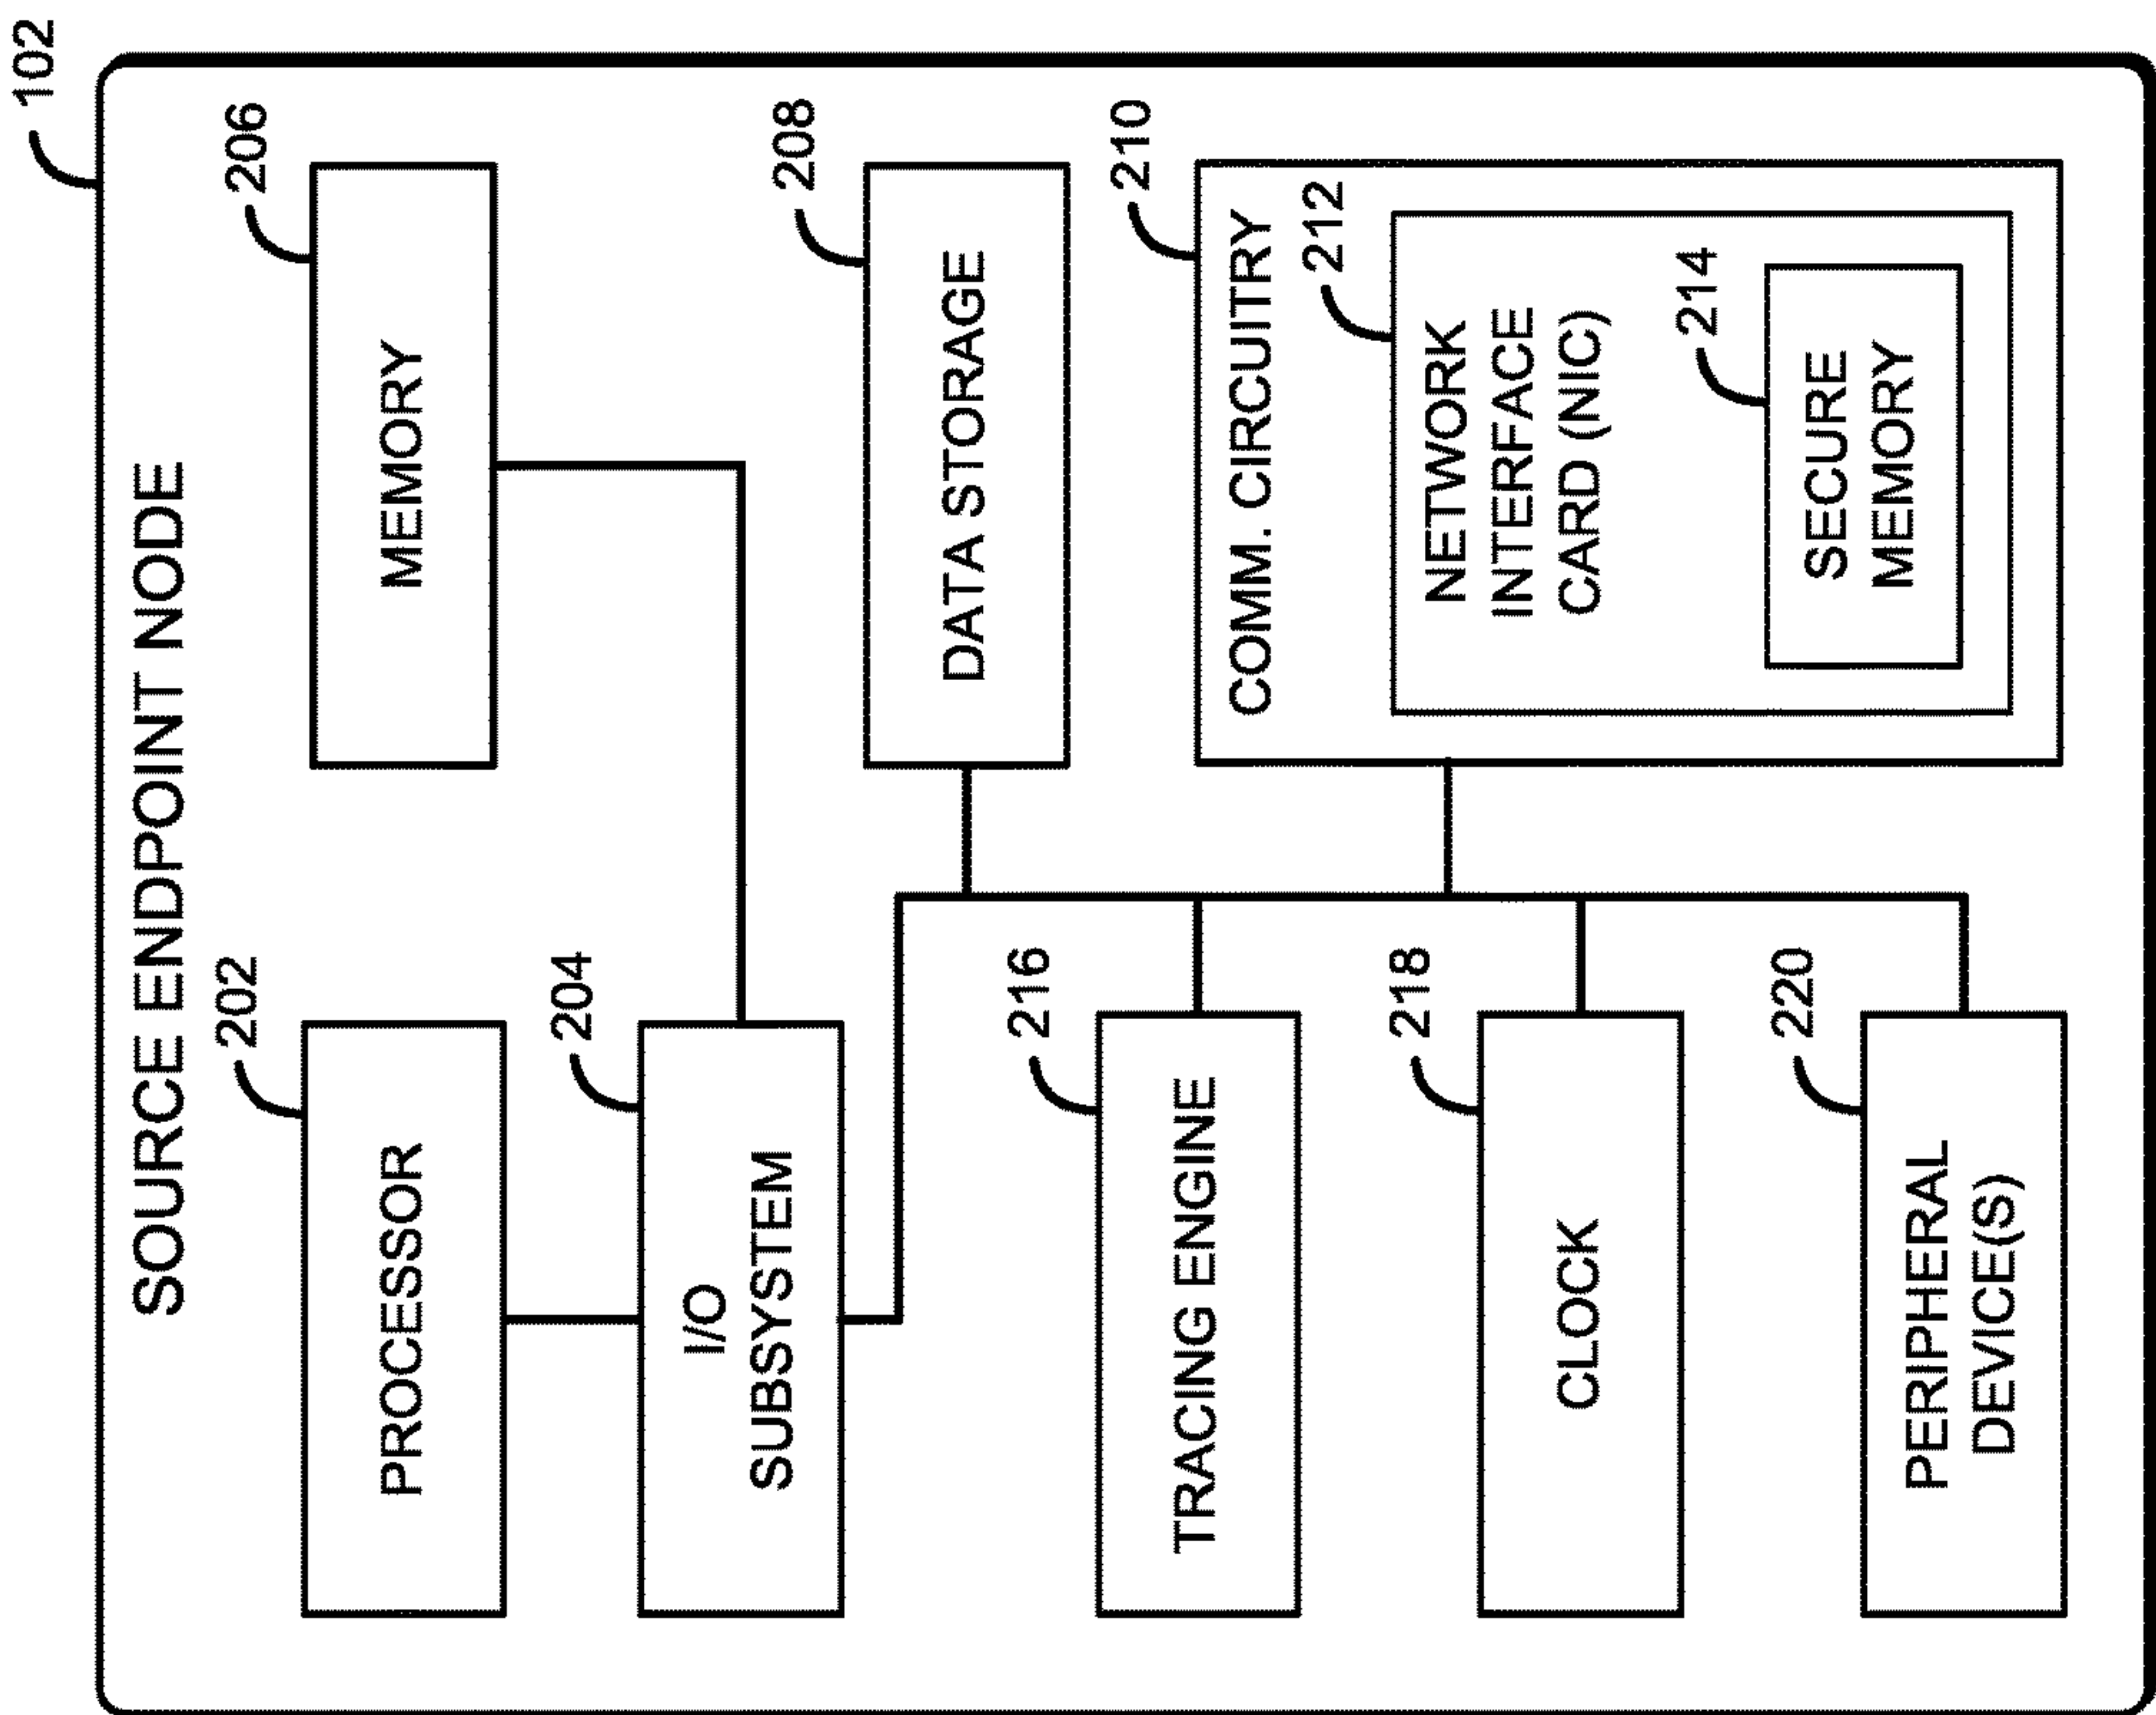 102
SOURCE ENDPOINT NODE
202
PROCESSOR
206
MEMORY
204
I/O
SUBSYSTEM
208
DATA STORAGE
216
TRACING ENGINE
210
COMM. CIRCUITRY
212
NETWORK
INTERFACE
CARD (NIC)
214
SECURE
MEMORY
218
CLOCK
220
PERIPHERAL
DEVICE(S)